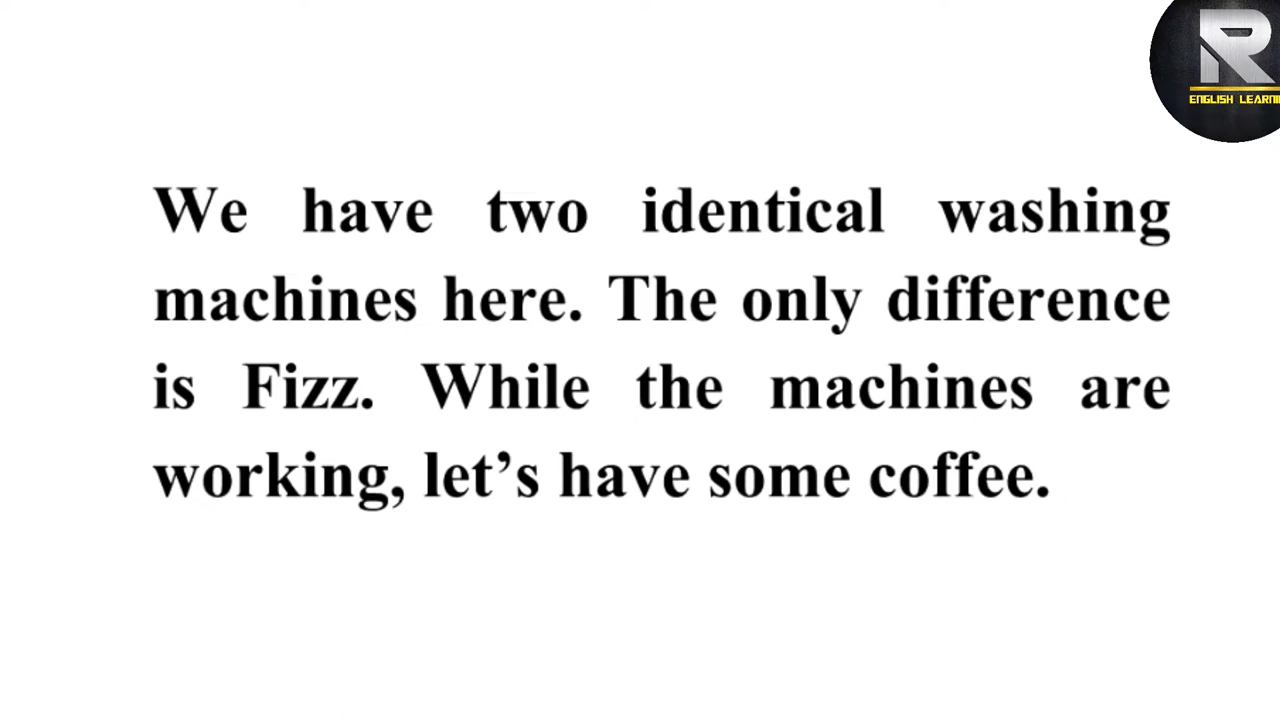 R
ENGLISH LEARNI
We have two identical washing
machines here. The only difference
is Fizz. While the machines are
working, let’s have some coffee.